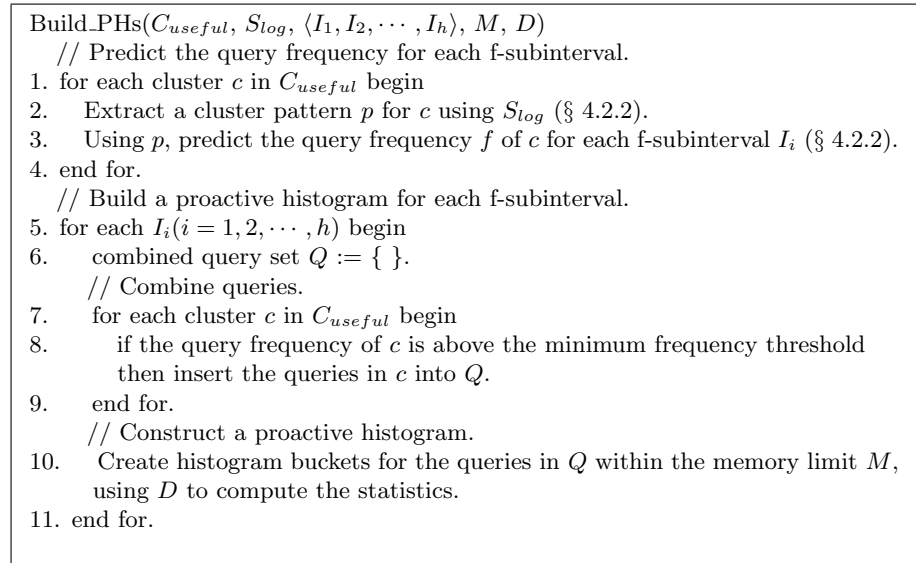 Build_PHs(C_useful, S_log, ⟨I_1, I_2, ⋯ , I_h⟩, M, D)
// Predict the query frequency for each f-subinterval.
1. for each cluster c in C_useful begin
2. Extract a cluster pattern p for c using S_log (§ 4.2.2).
3. Using p, predict the query frequency f of c for each f-subinterval I_i (§ 4.2.2).
4. end for.
// Build a proactive histogram for each f-subinterval.
5. for each I_i(i = 1, 2, ⋯ , h) begin
6. combined query set Q := { }.
// Combine queries.
7. for each cluster c in C_useful begin
8. if the query frequency of c is above the minimum frequency threshold
then insert the queries in c into Q.
9. end for.
// Construct a proactive histogram.
10. Create histogram buckets for the queries in Q within the memory limit M,
using D to compute the statistics.
11. end for.